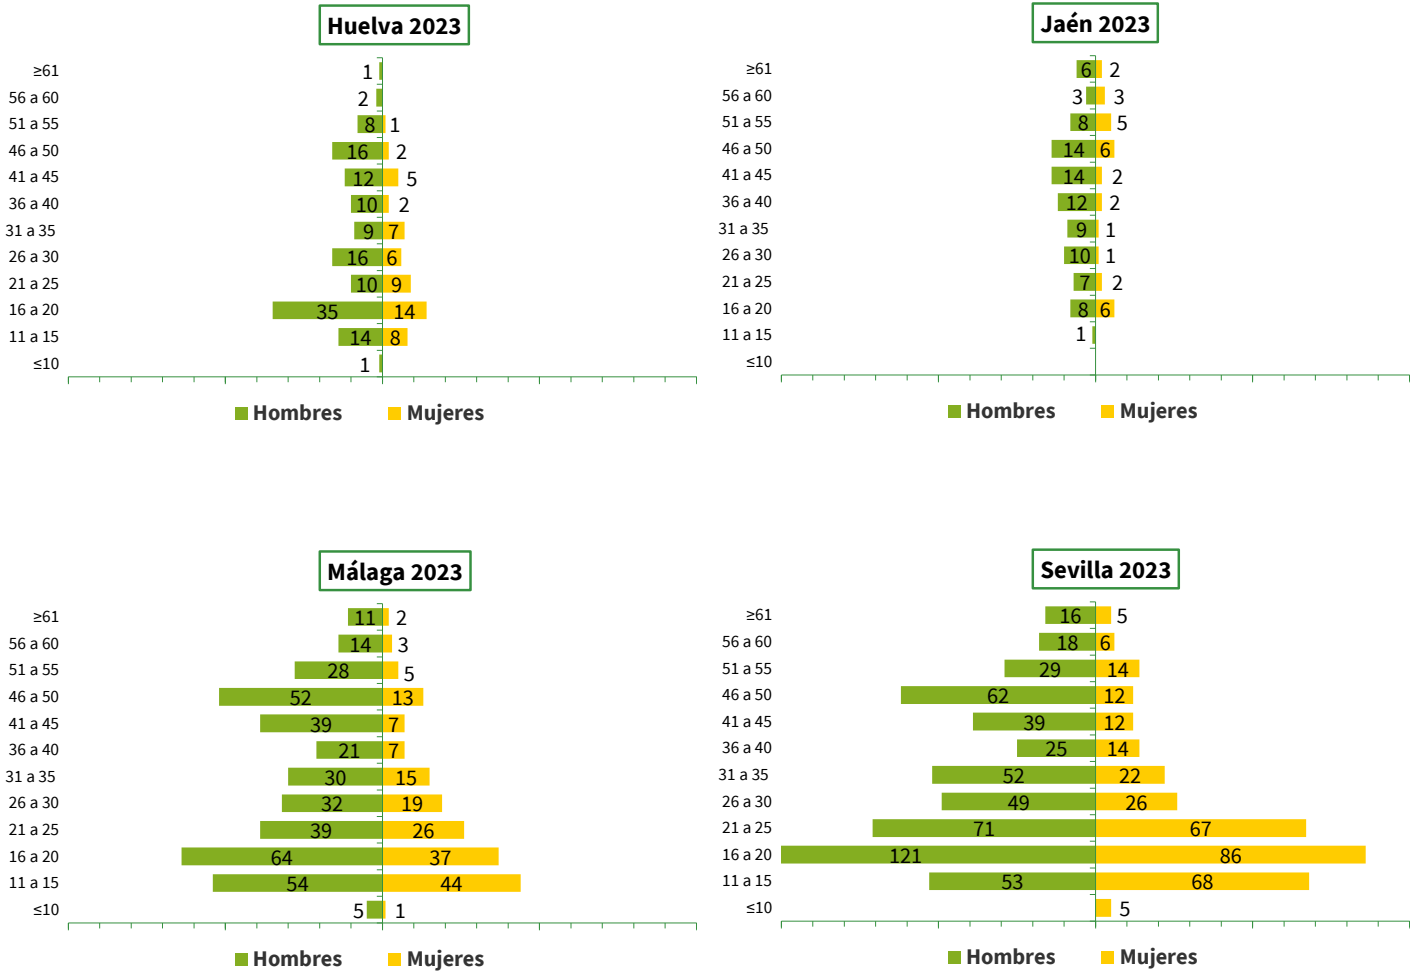 Huelva 2023
≥61 1
56 a 60 2
51 a 55 8 1
46 a 50 16 2
41 a 45 12 5
36 a 40 10 2
31 a 35 9 7
26 a 30 16 6
21 a 25 10 9
16 a 20 35 14
11 a 15 14 8
≤10 1
Hombres Mujeres
Jaén 2023
≥61 6 2
56 a 60 3 3
51 a 55 8 5
46 a 50 14 6
41 a 45 14 2
36 a 40 12 2
31 a 35 9 1
26 a 30 10 1
21 a 25 7 2
16 a 20 8 6
11 a 15 1
≤10
Hombres Mujeres
Málaga 2023
≥61 11 2
56 a 60 14 3
51 a 55 28 5
46 a 50 52 13
41 a 45 39 7
36 a 40 21 7
31 a 35 30 15
26 a 30 32 19
21 a 25 39 26
16 a 20 64 37
11 a 15 54 44
≤10 5 1
Hombres Mujeres
Sevilla 2023
≥61 16 5
56 a 60 18 6
51 a 55 29 14
46 a 50 62 12
41 a 45 39 12
36 a 40 25 14
31 a 35 52 22
26 a 30 49 26
21 a 25 71 67
16 a 20 121 86
11 a 15 53 68
≤10 5
Hombres Mujeres